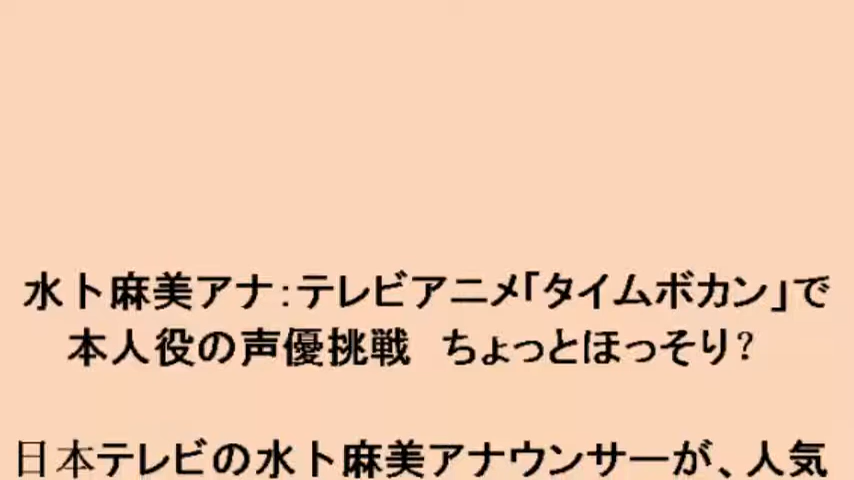 水卜麻美アナ：テレビアニメ「タイムボカン」で
本人役の声優挑戦　ちょっとほっそり？
日本テレビの水卜麻美アナウンサーが、人気